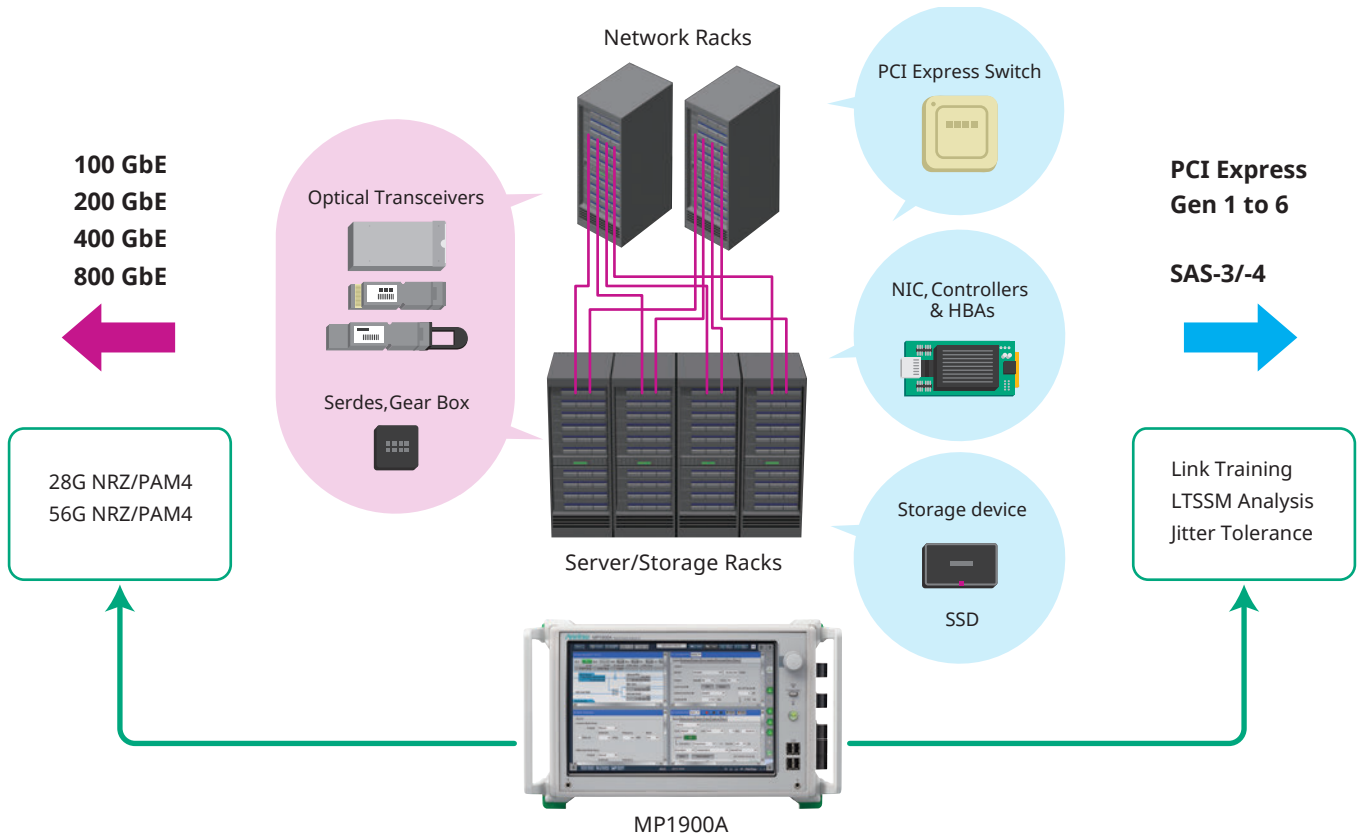 Network Racks
PCI Express Switch
100 GbE
200 GbE
400 GbE
800 GbE
Optical Transceivers
PCI Express
Gen 1 to 6
SAS-3/-4
NIC, Controllers
& HBAs
Serdes,Gear Box
28G NRZ/PAM4
56G NRZ/PAM4
Link Training
LTSSM Analysis
Jitter Tolerance
Storage device
SSD
Server/Storage Racks
Anritsu MP1900A
MP1900A